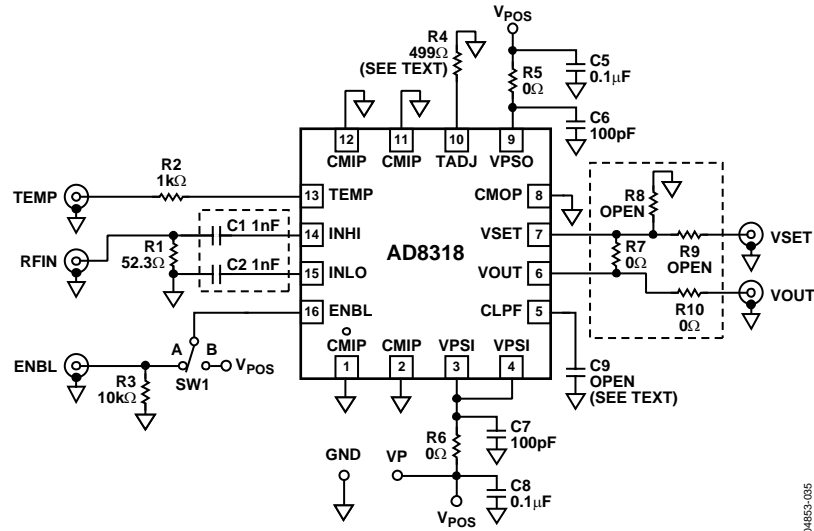 VPOS
R4
499Ω
(SEE TEXT)
R5
0Ω
C5
0.1µF
C6
100pF
12
11
10
9
CMIP
CMIP
TADJ
VPSO
TEMP
R2
1kΩ
13
TEMP
CMOP
8
R8
OPEN
RFIN
R1
52.3Ω
C1 1nF
C2 1nF
14
INHI
15
INLO
AD8318
VSET
7
VOUT
6
R7
0Ω
R9
OPEN
VSET
R10
0Ω
VOUT
16
ENBL
CLPF
5
ENBL
R3
10kΩ
A
B
SW1
VPOS
CMIP
CMIP
VPSI
VPSI
1
2
3
4
C9
OPEN
(SEE TEXT)
R6
0Ω
C7
100pF
GND
VP
C8
0.1µF
VPOS
04853-035